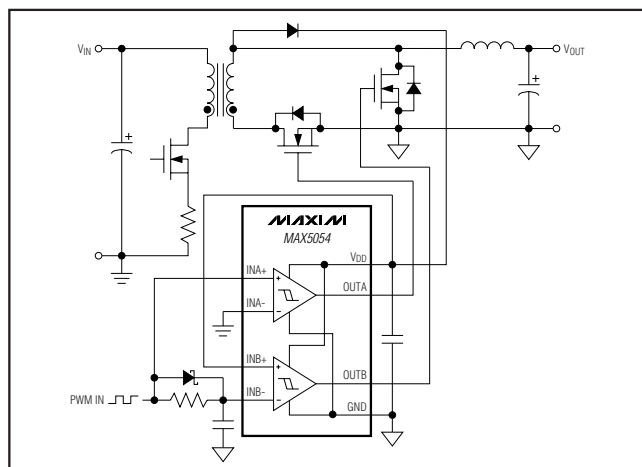 VIN
VOUT
+
+
MAXIM
MAX5054
VDD
INA+
+
OUTA
INA-
–
INB+
+
OUTB
PWM IN
INB-
–
GND